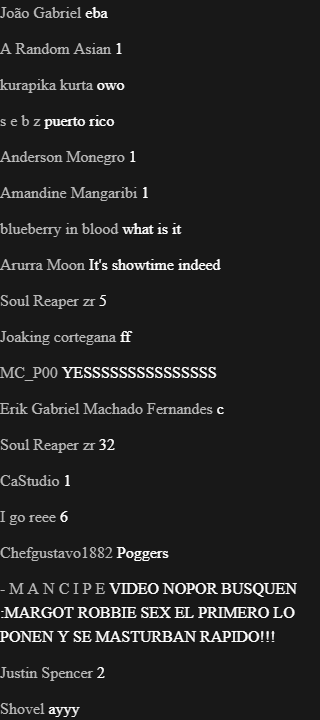 João Gabriel eba
A Random Asian 1
kurapika kurta owo
s e b z puerto rico
Anderson Monegro 1
Amandine Mangaribi 1
blueberry in blood what is it
Arurra Moon It's showtime indeed
Soul Reaper zr 5
Joaking cortegana ff
MC_P00 YESSSSSSSSSSSSSSS
Erik Gabriel Machado Fernandes c
Soul Reaper zr 32
CaStudio 1
I go reee 6
Chefgustavo1882 Poggers
- M A N C I P E VIDEO NOPOR BUSQUEN
:MARGOT ROBBIE SEX EL PRIMERO LO
PONEN Y SE MASTURBAN RAPIDO!!!
Justin Spencer 2
Shovel ayyy